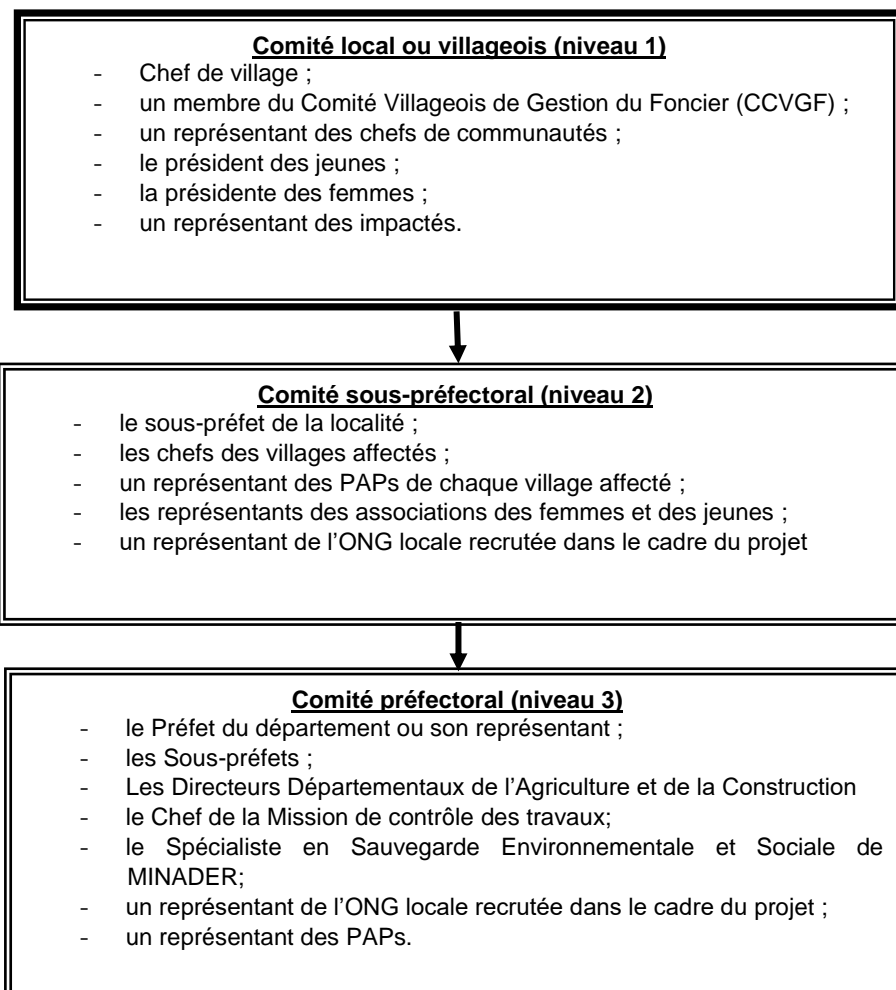 Comité local ou villageois (niveau 1)
- Chef de village ;
- un membre du Comité Villageois de Gestion du Foncier (CCVGF) ;
- un représentant des chefs de communautés ;
- le président des jeunes ;
- la présidente des femmes ;
- un représentant des impactés.
Comité sous-préfectoral (niveau 2)
- le sous-préfet de la localité ;
- les chefs des villages affectés ;
- un représentant des PAPs de chaque village affecté ;
- les représentants des associations des femmes et des jeunes ;
- un représentant de l’ONG locale recrutée dans le cadre du projet
Comité préfectoral (niveau 3)
- le Préfet du département ou son représentant ;
- les Sous-préfets ;
- Les Directeurs Départementaux de l’Agriculture et de la Construction
- le Chef de la Mission de contrôle des travaux;
- le Spécialiste en Sauvegarde Environnementale et Sociale de
MINADER;
- un représentant de l’ONG locale recrutée dans le cadre du projet ;
- un représentant des PAPs.